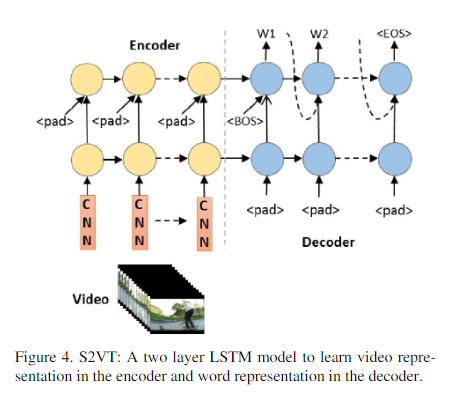 Encoder
W1 W2 <EOS>
<pad> <pad> <pad> <BOS>
C C C
N N N
N N N
<pad> <pad> <pad>
Decoder
Video
Figure 4. S2VT: A two layer LSTM model to learn video repre-
sentation in the encoder and word representation in the decoder.